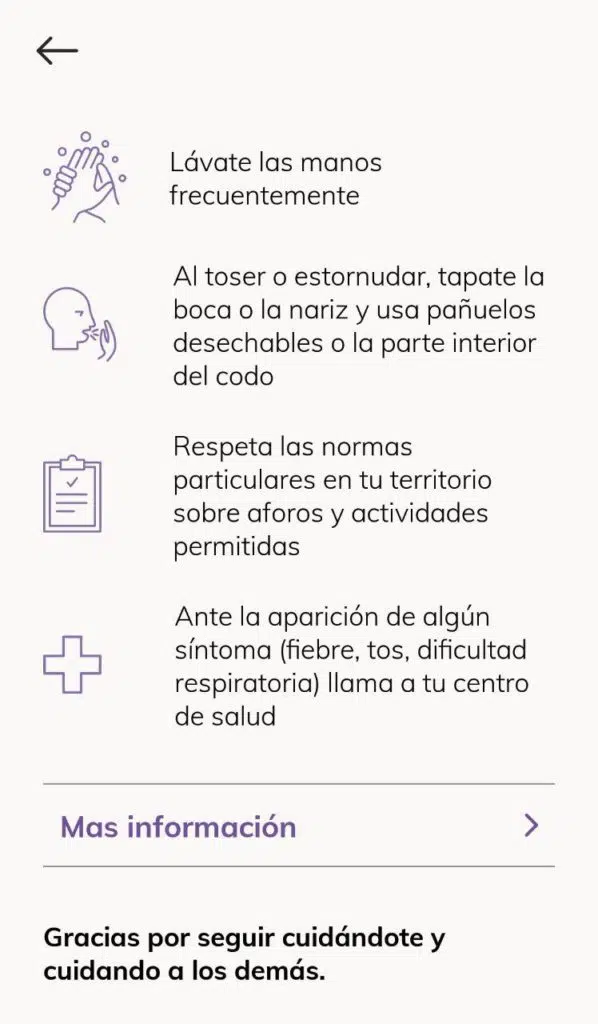 Lávate las manos
frecuentemente
Al toser o estornudar, tapate la
boca o la nariz y usa pañuelos
desechables o la parte interior
del codo
Respeta las normas
particulares en tu territorio
sobre aforos y actividades
permitidas
Ante la aparición de algún
síntoma (fiebre, tos, dificultad
respiratoria) llama a tu centro
de salud
Mas información
Gracias por seguir cuidándote y
cuidando a los demás.